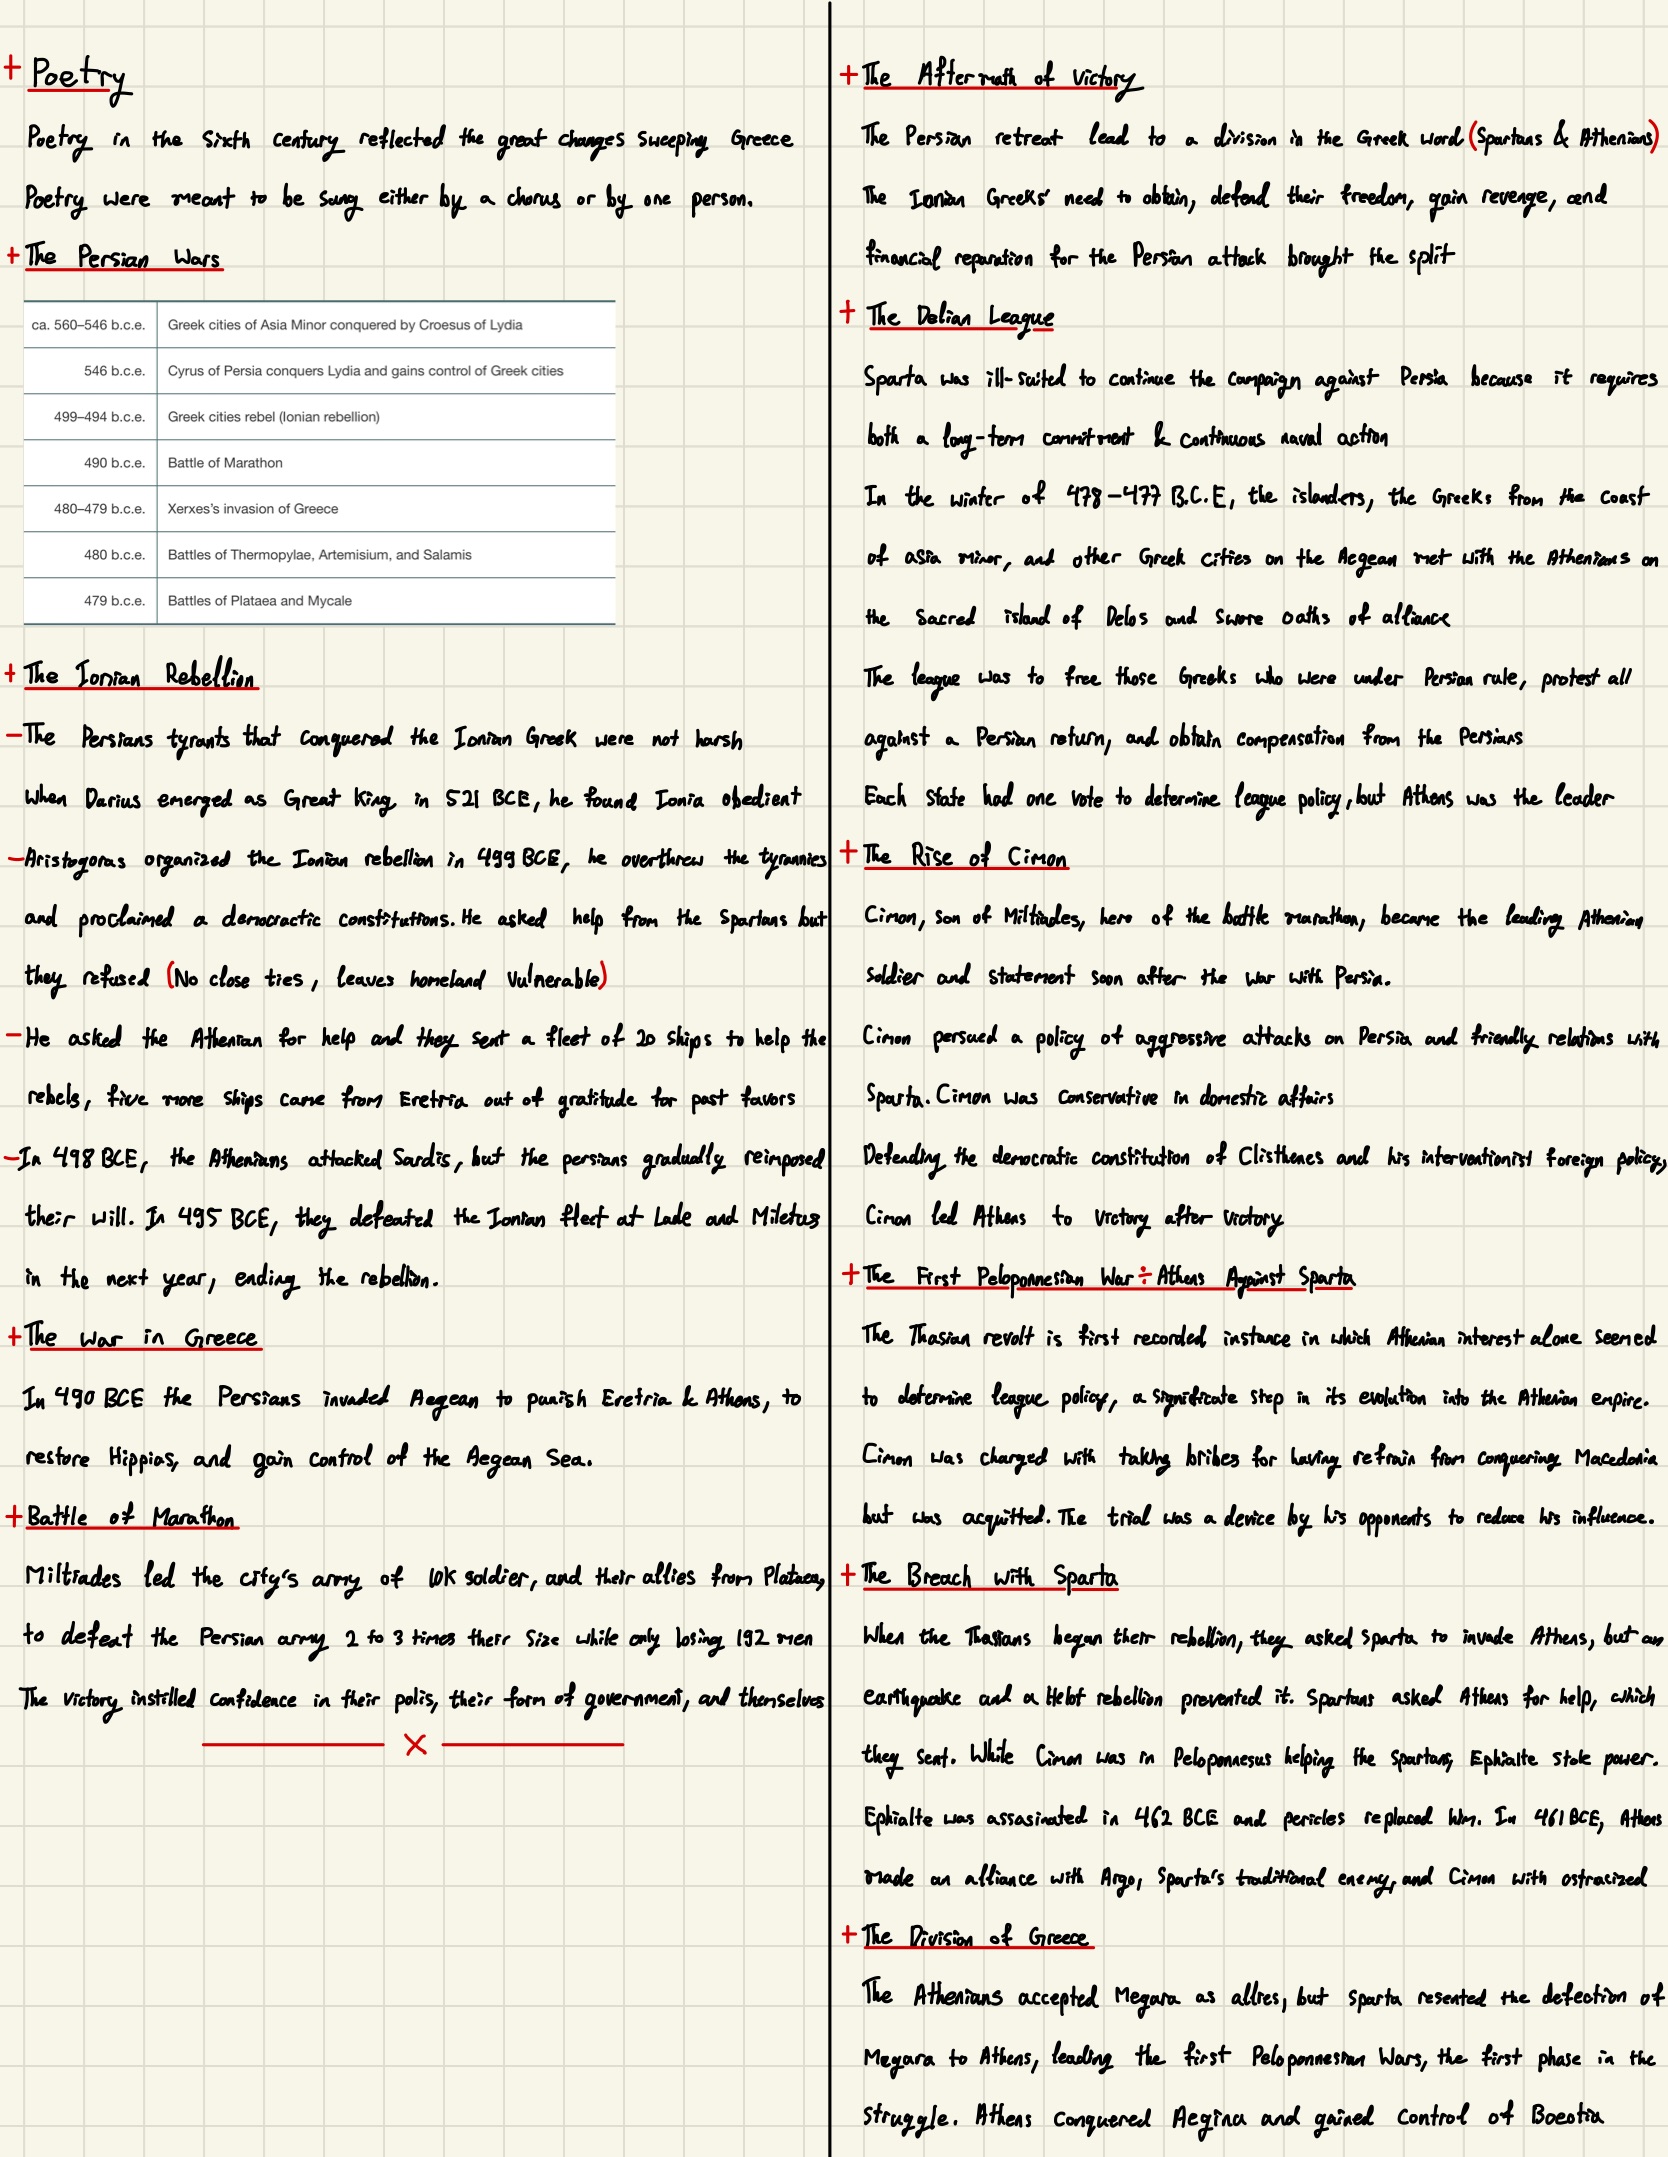 + Poetry
Poetry in the Sixth century reflected the great changes sweeping Greece
Poetry were meant to be sung either by a chorus or by one person.
+ The Persian Wars
ca. 560–546 b.c.e. Greek cities of Asia Minor conquered by Croesus of Lydia
546 b.c.e. Cyrus of Persia conquers Lydia and gains control of Greek cities
499–494 b.c.e. Greek cities rebel (Ionian rebellion)
490 b.c.e. Battle of Marathon
480–479 b.c.e. Xerxes's invasion of Greece
480 b.c.e. Battles of Thermopylae, Artemisium, and Salamis
479 b.c.e. Battles of Plataea and Mycale
+ The Ionian Rebellion
– The Persians tyrants that conquered the Ionian Greek were not harsh
When Darius emerged as Great King in 521 BCE, he found Ionia obedient
– Aristogoras organized the Ionian rebellion in 499 BCE, he overthrew the tyrannies
and proclaimed a democractic constitutions. He asked help from the Spartans but
they refused (No close ties, leaves homeland vulnerable)
– He asked the Athenian for help and they sent a fleet of 20 ships to help the
rebels, five more ships came from Eretria out of gratitude for past favors
– In 498 BCE, the Athenians attacked Sardis, but the persians gradually reimposed
their will. In 495 BCE, they defeated the Ionian fleet at Lade and Miletus
in the next year, ending the rebellion.
+ The War in Greece
In 490 BCE the Persians invaded Aegean to punish Eretria & Athens, to
restore Hippias, and gain control of the Aegean Sea.
+ Battle of Marathon
Miltiades led the city's army of 10K soldier, and their allies from Plataea,
to defeat the Persian army 2 to 3 times their size while only losing 192 men
The victory instilled confidence in their polis, their form of government, and themselves
X
+ The Aftermath of Victory
The Persian retreat lead to a division in the Greek word (Spartans & Athenians)
The Ionian Greeks' need to obtain, defend their freedom, gain revenge, and
financial reparation for the Persian attack brought the split
+ The Delian League
Sparta was ill-suited to continue the campaign against Persia because it requires
both a long-term commitment & continuous naval action
In the winter of 478–477 B.C.E, the islanders, the Greeks from the coast
of asia minor, and other Greek cities on the Aegean met with the Athenians on
the Sacred island of Delos and swore oaths of alliance
The league was to free those Greeks who were under Persian rule, protest all
against a Persian return, and obtain compensation from the Persians
Each State had one vote to determine league policy, but Athens was the leader
+ The Rise of Cimon
Cimon, son of Miltiades, hero of the battle marathon, became the leading Athenian
soldier and statement soon after the war with Persia.
Cimon persued a policy of aggressive attacks on Persia and friendly relations with
Sparta. Cimon was conservative in domestic affairs
Defending the democratic constitution of Clisthenes and his interventionist foreign policy,
Cimon led Athens to victory after victory
+ The First Peloponnesian War ÷ Athens Against Sparta
The Thasian revolt is first recorded instance in which Athenian interest alone seemed
to determine league policy, a significate step in its evolution into the Athenian empire.
Cimon was charged with taking bribes for having refrain from conquering Macedonia
but was acquitted. The trial was a device by his opponents to reduce his influence.
+ The Breach with Sparta
When the Thasians began their rebellion, they asked Sparta to invade Athens, but an
earthquake and a Helot rebellion prevented it. Spartans asked Athens for help, which
they sent. While Cimon was in Peloponnesus helping the Spartans, Ephialte stole power.
Ephialte was assasinated in 462 BCE and pericles replaced him. In 461 BCE, Athens
made an alliance with Argo, Sparta's traditional enemy, and Cimon with ostracized
+ The Division of Greece
The Athenians accepted Megara as allies, but Sparta resented the defection of
Megara to Athens, leading the first Peloponnesian Wars, the first phase in the
struggle. Athens conquered Aegina and gained control of Boeotia